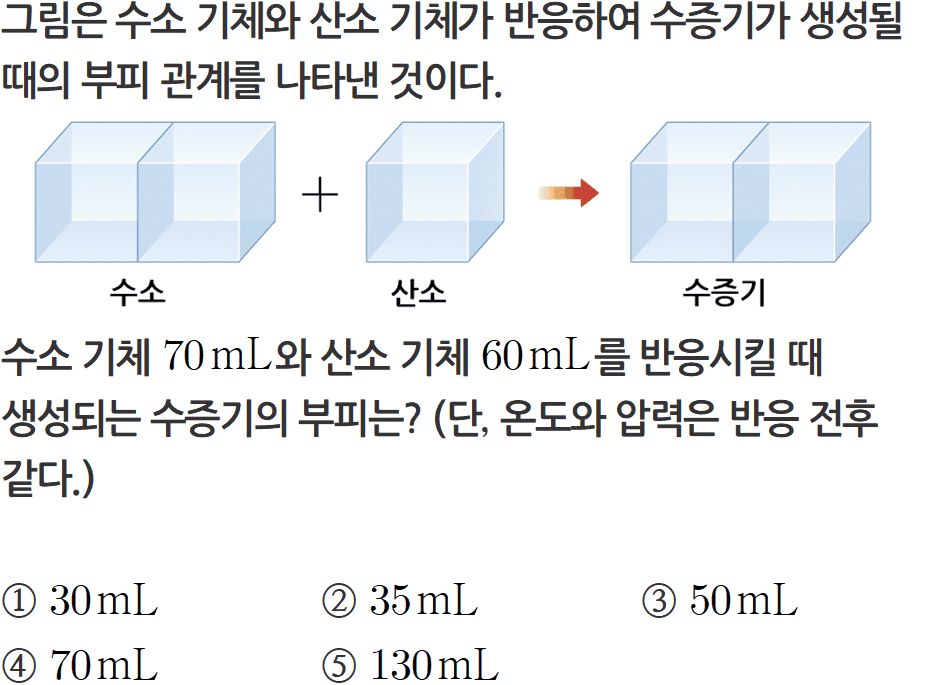 그림은 수소 기체와 산소 기체가 반응하여 수증기가 생성될
때의 부피 관계를 나타낸 것이다.
+
수소 산소 수증기
수소 기체 70 mL와 산소 기체 60 mL를 반응시킬 때
생성되는 수증기의 부피는? (단, 온도와 압력은 반응 전후
같다.)
① 30 mL ② 35 mL ③ 50 mL
④ 70 mL ⑤ 130 mL